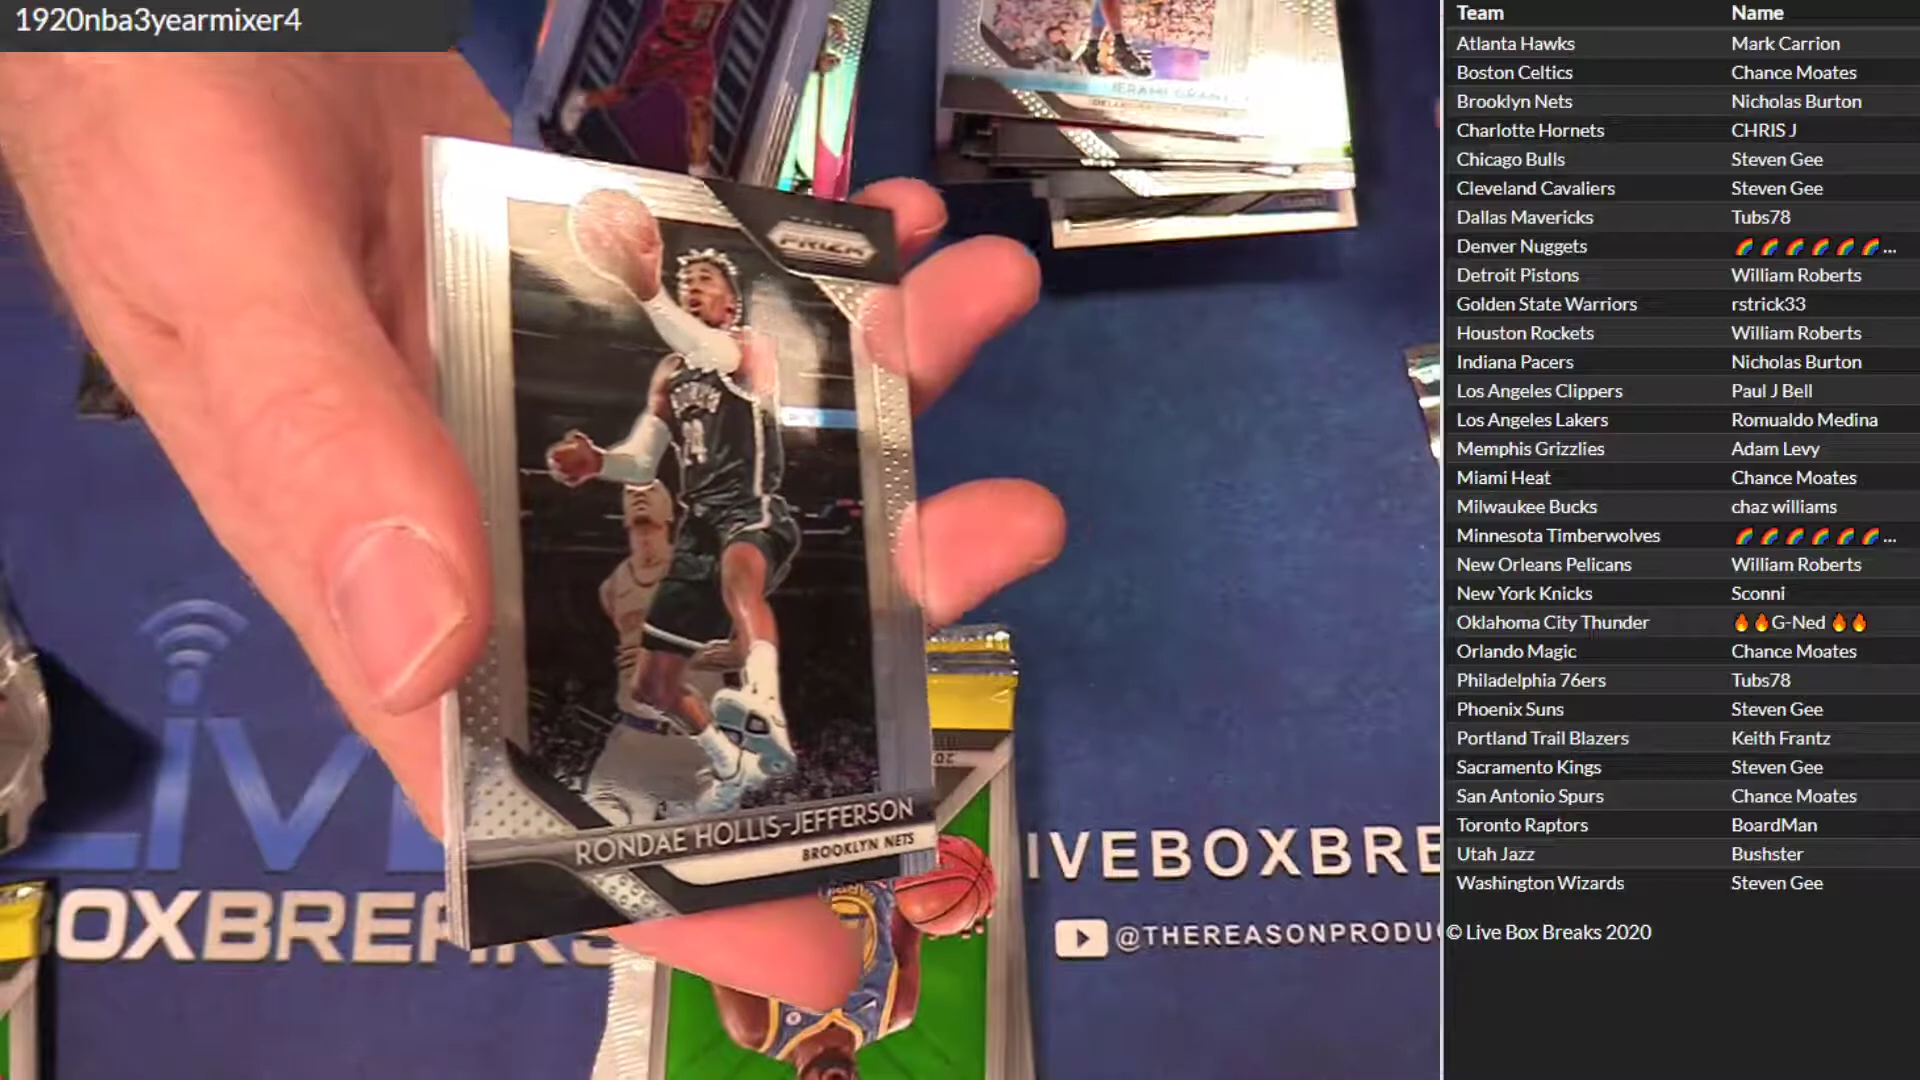 1920nba3yearmixer4
JERAMI GRANT
PANINI
PRIZM
24
RONDAE HOLLIS-JEFFERSON
BROOKLYN NETS
LIVE
OXBREAKS
IVEBOXBRE
@THEREASONPRODU
Team Name
Atlanta Hawks Mark Carrion
Boston Celtics Chance Moates
Brooklyn Nets Nicholas Burton
Charlotte Hornets CHRIS J
Chicago Bulls Steven Gee
Cleveland Cavaliers Steven Gee
Dallas Mavericks Tubs78
Denver Nuggets 🌈🌈🌈🌈🌈🌈...
Detroit Pistons William Roberts
Golden State Warriors rstrick33
Houston Rockets William Roberts
Indiana Pacers Nicholas Burton
Los Angeles Clippers Paul J Bell
Los Angeles Lakers Romualdo Medina
Memphis Grizzlies Adam Levy
Miami Heat Chance Moates
Milwaukee Bucks chaz williams
Minnesota Timberwolves 🌈🌈🌈🌈🌈🌈...
New Orleans Pelicans William Roberts
New York Knicks Sconni
Oklahoma City Thunder 🔥🔥G-Ned 🔥🔥
Orlando Magic Chance Moates
Philadelphia 76ers Tubs78
Phoenix Suns Steven Gee
Portland Trail Blazers Keith Frantz
Sacramento Kings Steven Gee
San Antonio Spurs Chance Moates
Toronto Raptors BoardMan
Utah Jazz Bushster
Washington Wizards Steven Gee
© Live Box Breaks 2020